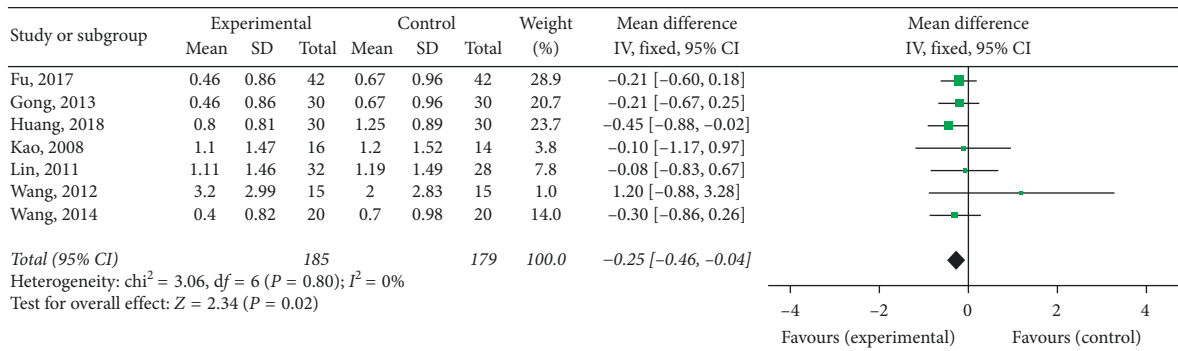 Study or subgroup Experimental Control Weight (%) Mean difference IV, fixed, 95% CI Mean difference IV, fixed, 95% CI
Mean SD Total Mean SD Total
Fu, 2017 0.46 0.86 42 0.67 0.96 42 28.9 –0.21 [–0.60, 0.18]
Gong, 2013 0.46 0.86 30 0.67 0.96 30 20.7 –0.21 [–0.67, 0.25]
Huang, 2018 0.8 0.81 30 1.25 0.89 30 23.7 –0.45 [–0.88, –0.02]
Kao, 2008 1.1 1.47 16 1.2 1.52 14 3.8 –0.10 [–1.17, 0.97]
Lin, 2011 1.11 1.46 32 1.19 1.49 28 7.8 –0.08 [–0.83, 0.67]
Wang, 2012 3.2 2.99 15 2 2.83 15 1.0 1.20 [–0.88, 3.28]
Wang, 2014 0.4 0.82 20 0.7 0.98 20 14.0 –0.30 [–0.86, 0.26]
Total (95% CI) 185 179 100.0 –0.25 [–0.46, –0.04]
Heterogeneity: chi² = 3.06, df = 6 (P = 0.80); I² = 0%
Test for overall effect: Z = 2.34 (P = 0.02)
–4 –2 0 2 4
Favours (experimental) Favours (control)